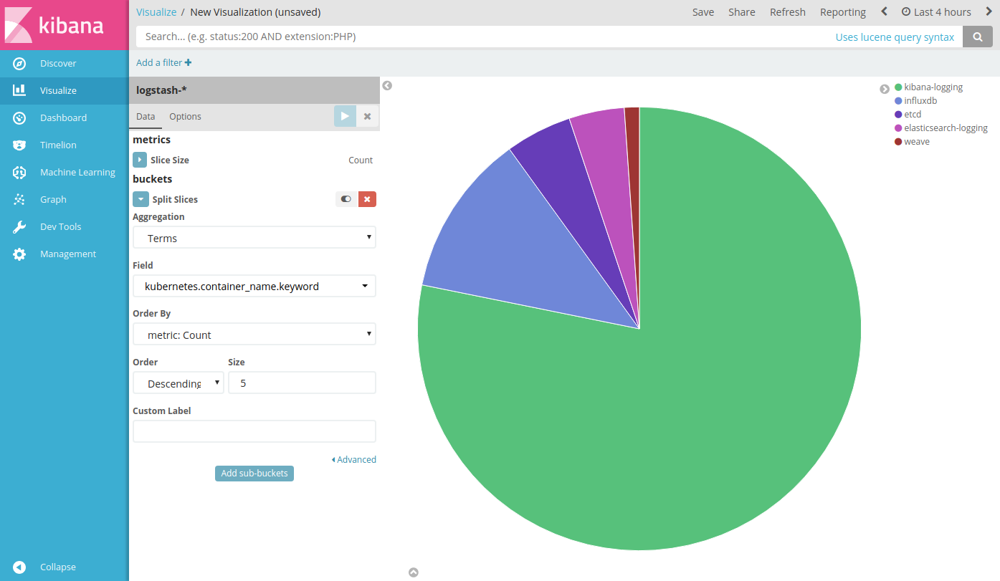 kibana
Discover
Visualize
Dashboard
Timelion
Machine Learning
Graph
Dev Tools
Management
Collapse
Visualize / New Visualization (unsaved)
Save Share Refresh Reporting Last 4 hours
Search... (e.g. status:200 AND extension:PHP) Uses lucene query syntax
Add a filter
logstash-*
Data Options
metrics
Slice Size Count
buckets
Split Slices
Aggregation
Terms
Field
kubernetes.container_name.keyword
Order By
metric: Count
Order Size
Descending 5
Custom Label
Advanced
Add sub-buckets
kibana-logging
influxdb
etcd
elasticsearch-logging
weave